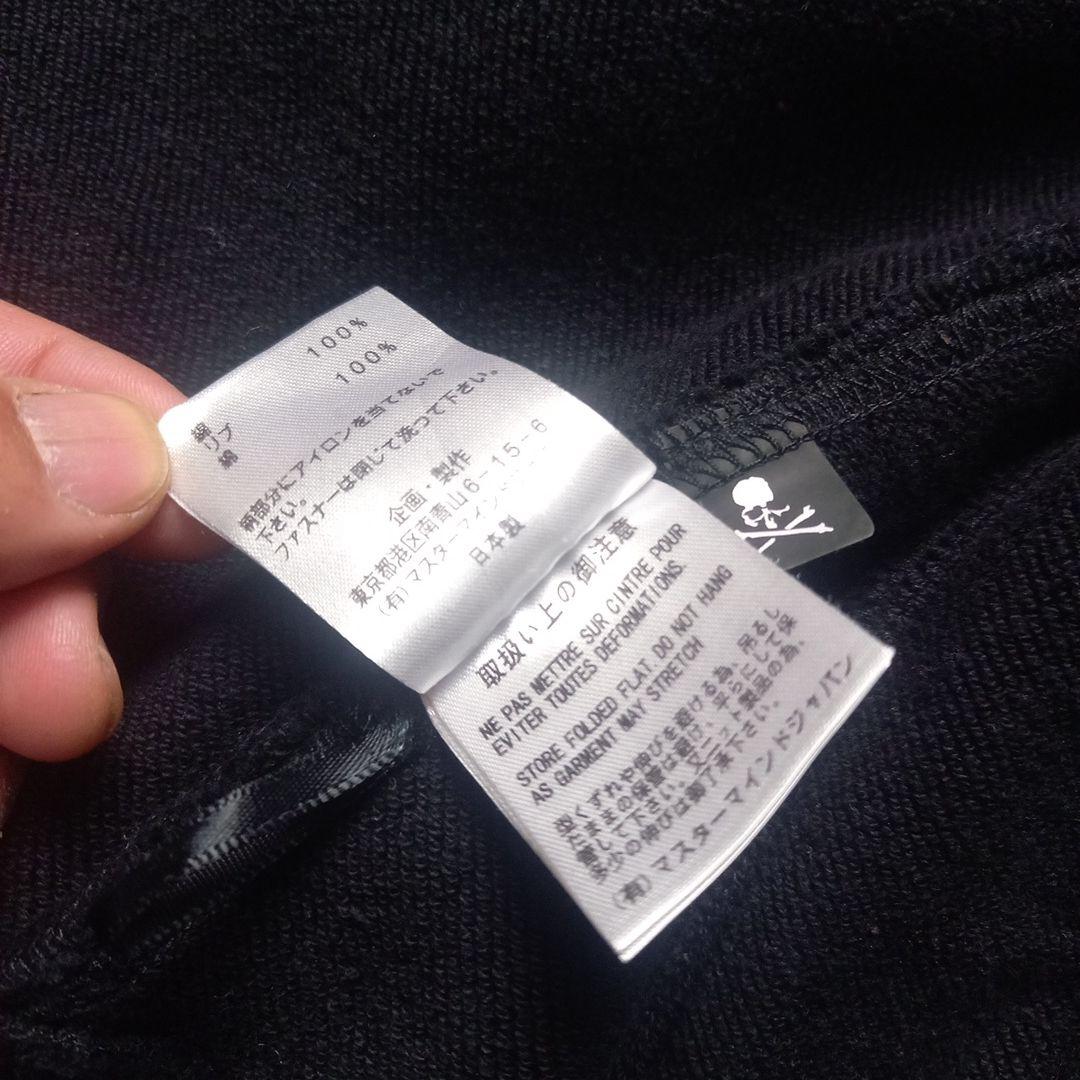 綿 100%
リブ
綿 100%
柄部分にアイロンを当てないで
下さい。
ファスナーは閉じて洗って下さい。
企画・製作
東京都港区南青山6-15-6
(有)マスターマインド
日本製
取扱い上の御注意
NE PAS METTRE SUR CINTRE POUR
EVITER TOUTES DEFORMATIONS.
STORE FOLDED FLAT. DO NOT HANG
AS GARMENT MAY STRETCH
型くずれや伸びを避ける為、吊るし
たままの保管は避け、平らにして保
管して下さい。又ニット製品の為、
多少の伸びは御了承下さい。
(有)マスターマインドジャパン